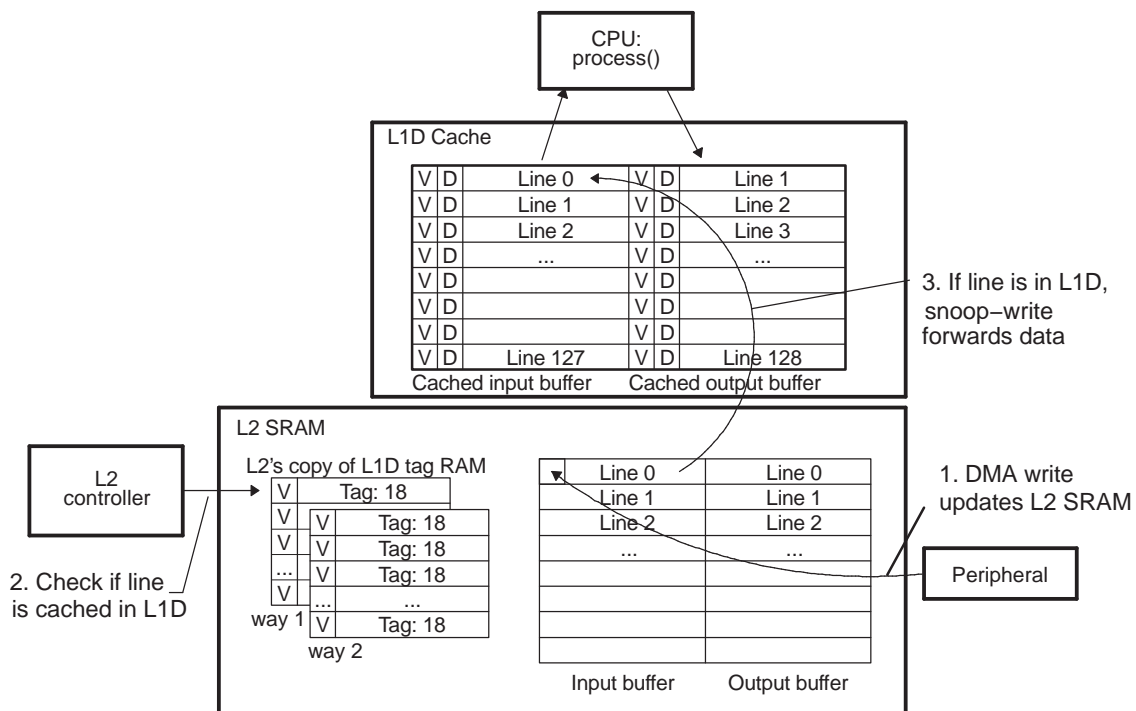 CPU:
process()
L1D Cache
V D Line 0 V D Line 1
V D Line 1 V D Line 2
V D Line 2 V D Line 3
V D ... V D ...
V D V D
V D V D
V D V D
V D Line 127 V D Line 128
Cached input buffer Cached output buffer
3. If line is in L1D,
snoop−write
forwards data
L2 SRAM
L2's copy of L1D tag RAM
L2
controller
V Tag: 18
V
V
...
V
way 1
V Tag: 18
V Tag: 18
V Tag: 18
... ...
V Tag: 18
way 2
2. Check if line
is cached in L1D
Line 0 Line 0
Line 1 Line 1
Line 2 Line 2
... ...
Input buffer Output buffer
1. DMA write
updates L2 SRAM
Peripheral